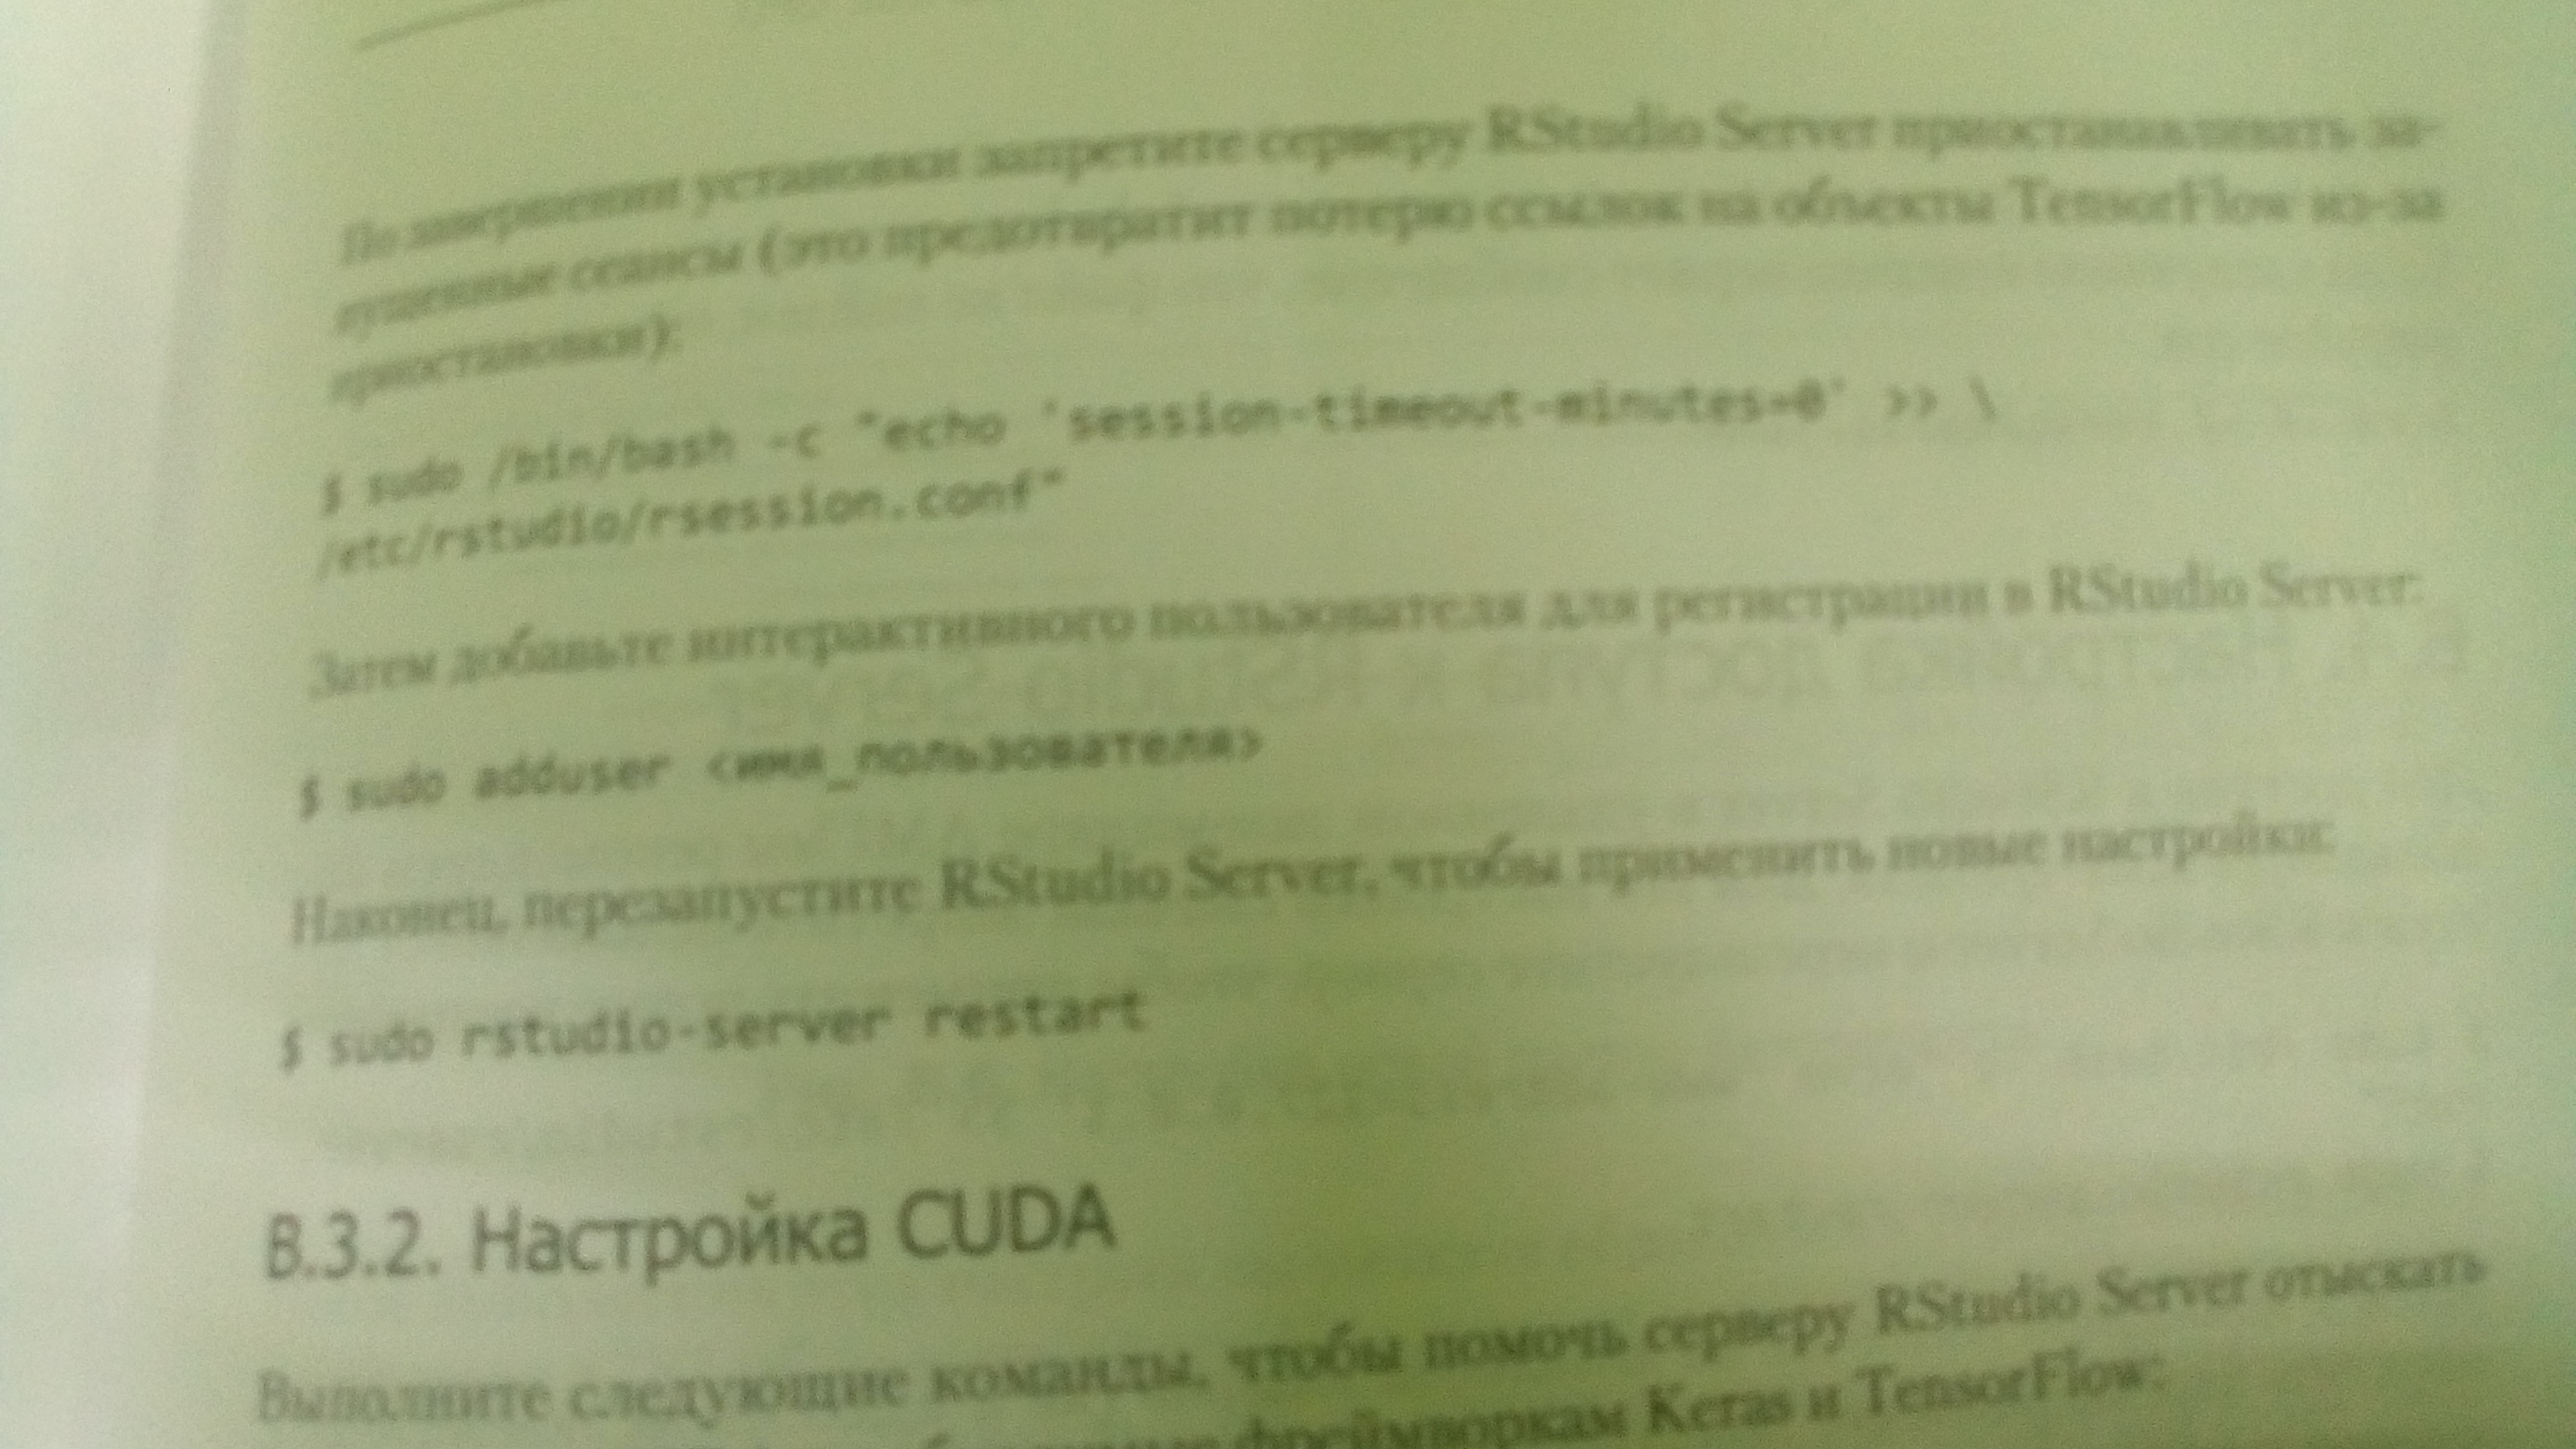 По завершении установки запретите серверу RStudio Server приостанавливать за-
пущенные сеансы (это предотвратит потерю ссылок на объекты TensorFlow из-за
приостановки):
$ sudo /bin/bash -c "echo 'session-timeout-minutes=0' >> \
/etc/rstudio/rsession.conf"
Затем добавьте интерактивного пользователя для регистрации в RStudio Server:
$ sudo adduser <имя_пользователя>
Наконец, перезапустите RStudio Server, чтобы применить новые настройки:
$ sudo rstudio-server restart
В.3.2. Настройка CUDA
Выполните следующие команды, чтобы помочь серверу RStudio Server отыскать
фреймворкам Keras и TensorFlow: